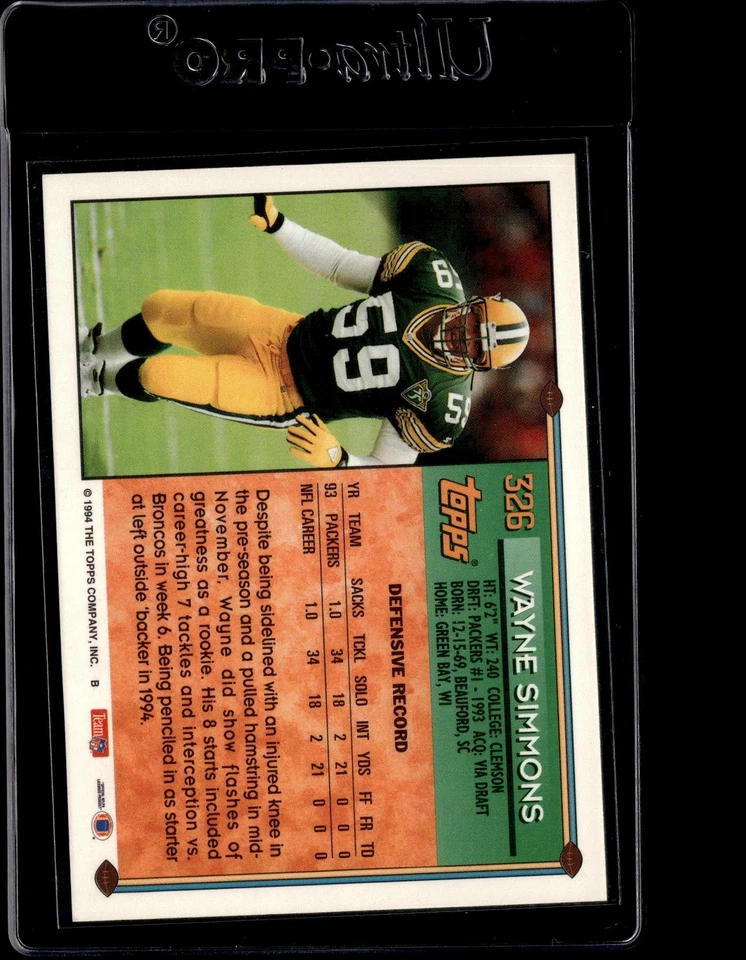 Ultra·PRO®
326
WAYNE SIMMONS
topps®
HT: 6'2" WT: 240 COLLEGE: CLEMSON
DRFT: PACKERS #1 - 1993 ACQ: VIA DRAFT
BORN: 12-15-69, BEAUFORD, SC
HOME: GREEN BAY, WI
DEFENSIVE RECORD
YR TEAM SACKS TCKL SOLO INT YDS FF FR TD
93 PACKERS 1.0 34 18 2 21 0 0 0
NFL CAREER 1.0 34 18 2 21 0 0 0
Despite being sidelined with an injured knee in
the pre-season and a pulled hamstring in mid-
November, Wayne did show flashes of
greatness as a rookie. His 8 starts included
career-high 7 tackles and interception vs.
Broncos in week 6. Being penciled in as starter
at left outside 'backer in 1994.
© 1994 THE TOPPS COMPANY, INC. B
Team NFL
59
59
59